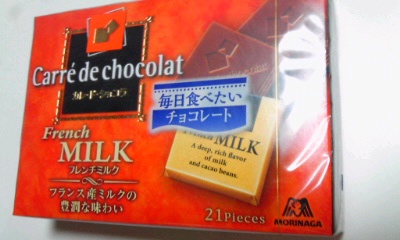 Carré de chocolat
カレ・ド・ショコラ
毎日食べたい
チョコレート
French
MILK
フレンチミルク
フランス産ミルクの
豊潤な味わい
MILK
A deep, rich flavor
of milk
and cacao beans.
21 Pieces
MORINAGA